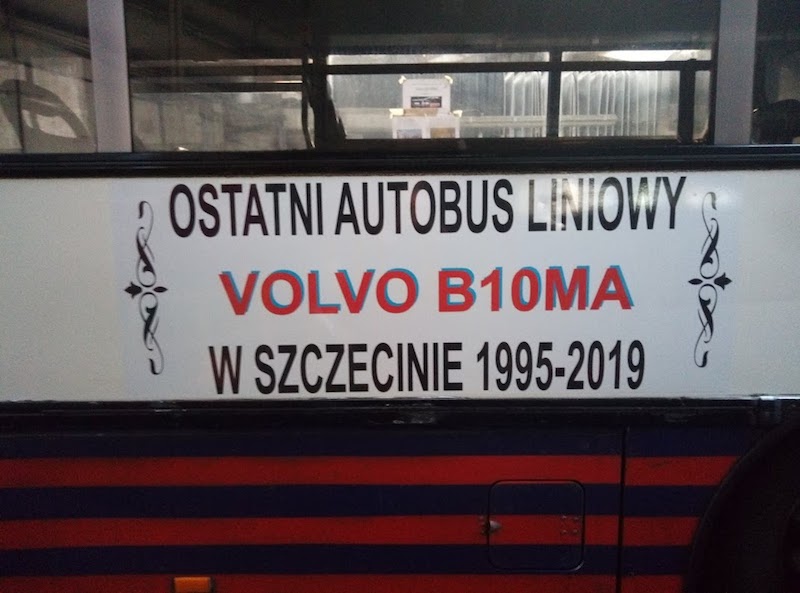 OSTATNI AUTOBUS LINIOWY
VOLVO B10MA
W SZCZECINIE 1995-2019